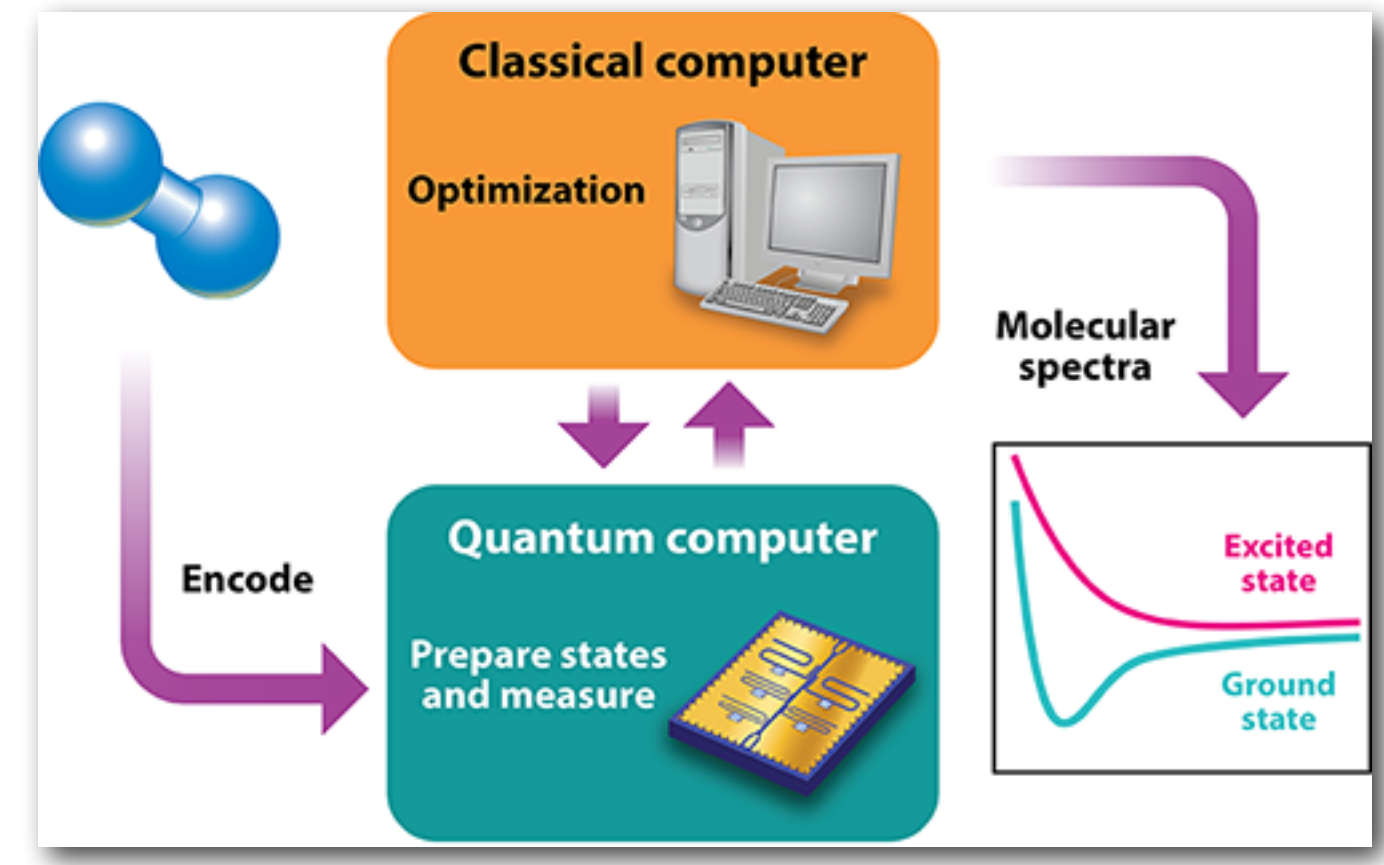 Classical computer
Optimization
Molecular
spectra
Quantum computer
Encode
Prepare states
and measure
Excited
state
Ground
state